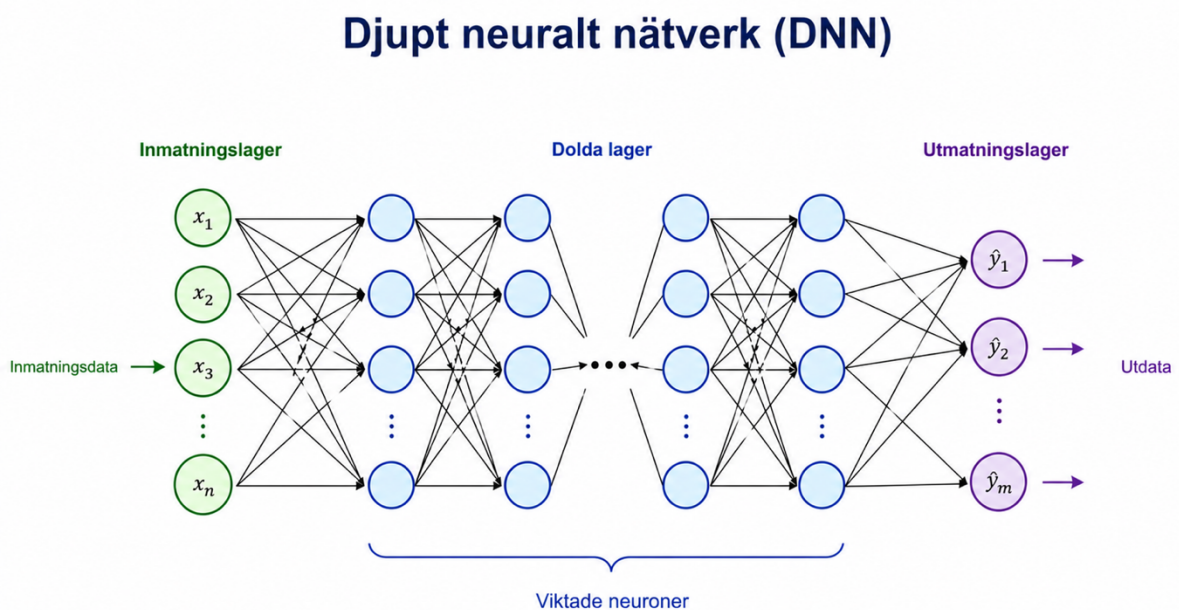 Djupt neuralt nätverk (DNN)
Inmatningslager
Dolda lager
Utmatningslager
x₁
x₂
x₃
xₙ
Inmatningsdata
ŷ₁
ŷ₂
ŷₘ
Utdata
Viktade neuroner